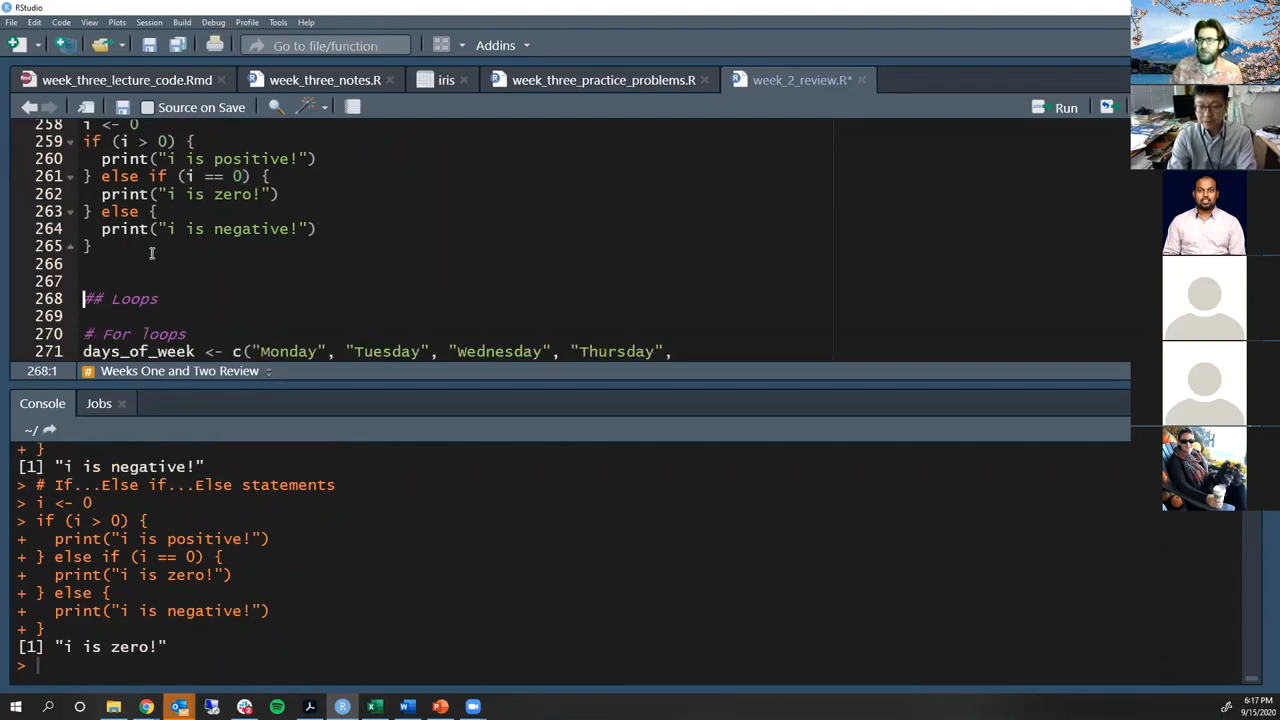 RStudio
File Edit Code View Plots Session Build Debug Profile Tools Help
Go to file/function Addins
week_three_lecture_code.Rmd week_three_notes.R iris week_three_practice_problems.R week_2_review.R*
Source on Save Run
258 i <- 0
259 if (i > 0) {
260 print("i is positive!")
261 } else if (i == 0) {
262 print("i is zero!")
263 } else {
264 print("i is negative!")
265 }
266
267
268 ## Loops
269
270 # For loops
271 days_of_week <- c("Monday", "Tuesday", "Wednesday", "Thursday",
268:1 # Weeks One and Two Review
Console Jobs
~/
+ }
[1] "i is negative!"
> # If...Else if...Else statements
> i <- 0
> if (i > 0) {
+ print("i is positive!")
+ } else if (i == 0) {
+ print("i is zero!")
+ } else {
+ print("i is negative!")
+ }
[1] "i is zero!"
>
6:17 PM
9/15/2020